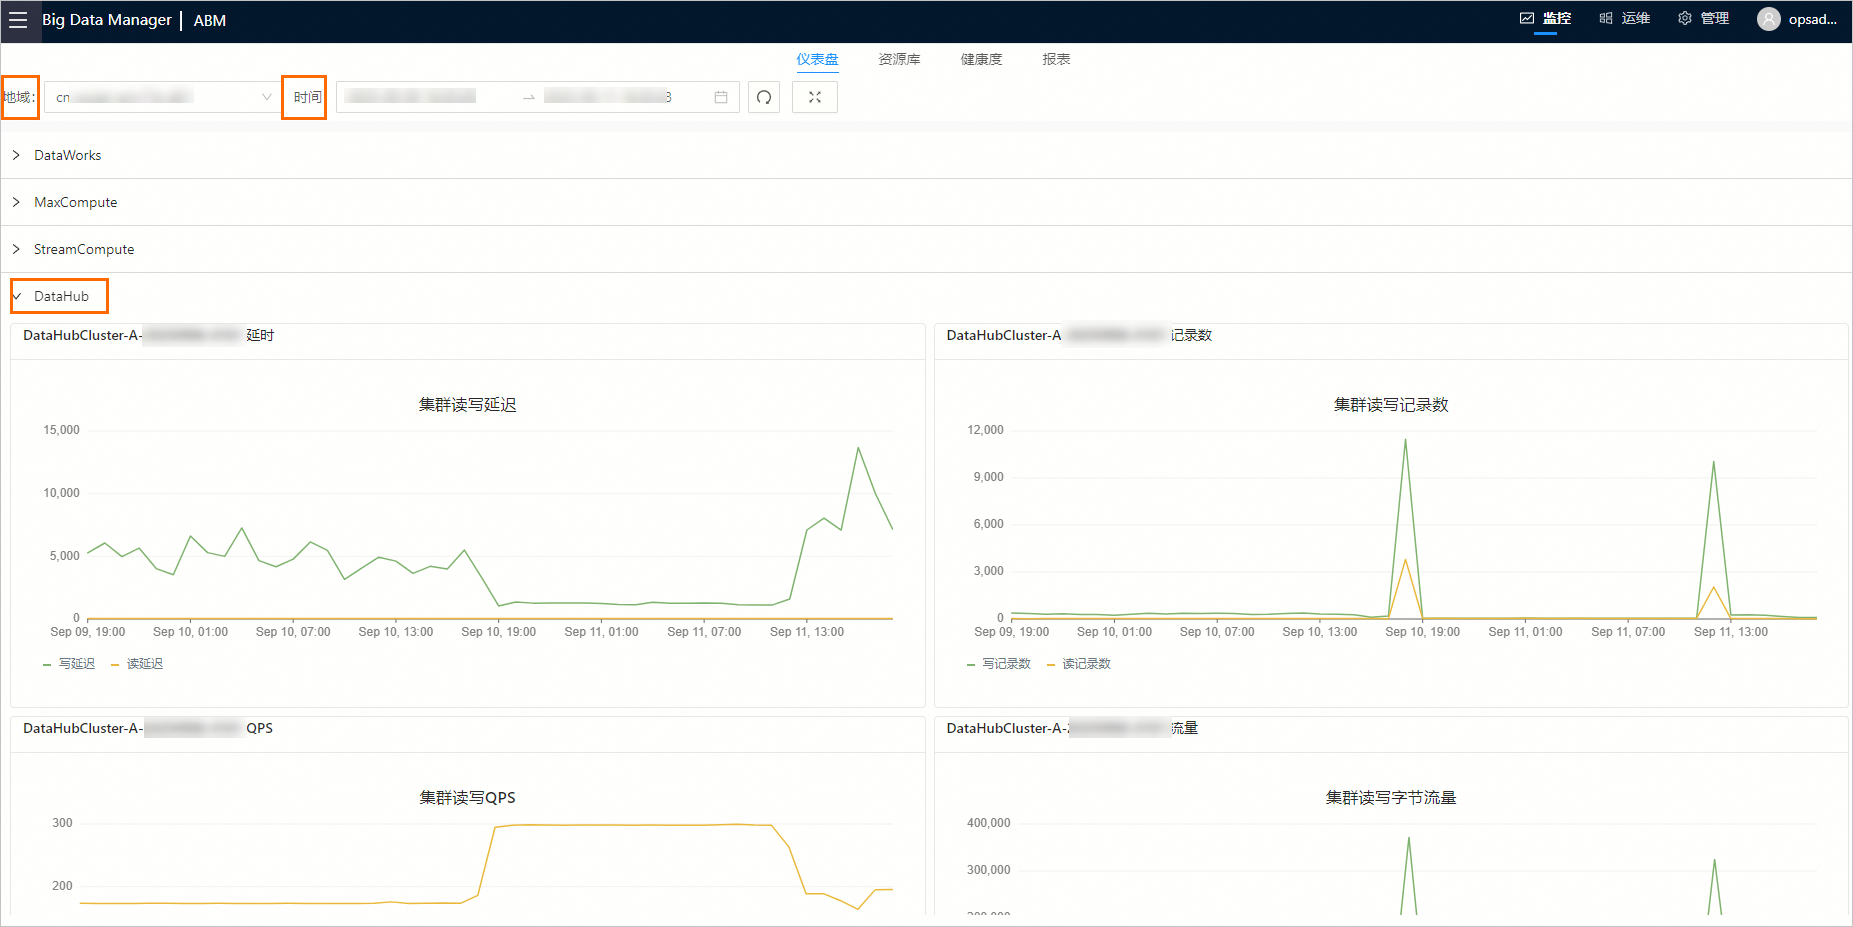 Big Data Manager | ABM 监控 运维 管理 opsad...
仪表盘 资源库 健康度 报表
地域: cn 时间 → 3
DataWorks
MaxCompute
StreamCompute
DataHub
DataHubCluster-A- 延时
集群读写延迟
15,000
10,000
5,000
0
Sep 09, 19:00 Sep 10, 01:00 Sep 10, 07:00 Sep 10, 13:00 Sep 10, 19:00 Sep 11, 01:00 Sep 11, 07:00 Sep 11, 13:00
写延迟 读延迟
DataHubCluster-A 记录数
集群读写记录数
12,000
9,000
6,000
3,000
0
Sep 09, 19:00 Sep 10, 01:00 Sep 10, 07:00 Sep 10, 13:00 Sep 10, 19:00 Sep 11, 01:00 Sep 11, 07:00 Sep 11, 13:00
写记录数 读记录数
DataHubCluster-A- QPS
集群读写QPS
300
200
DataHubCluster-A- 流量
集群读写字节流量
400,000
300,000